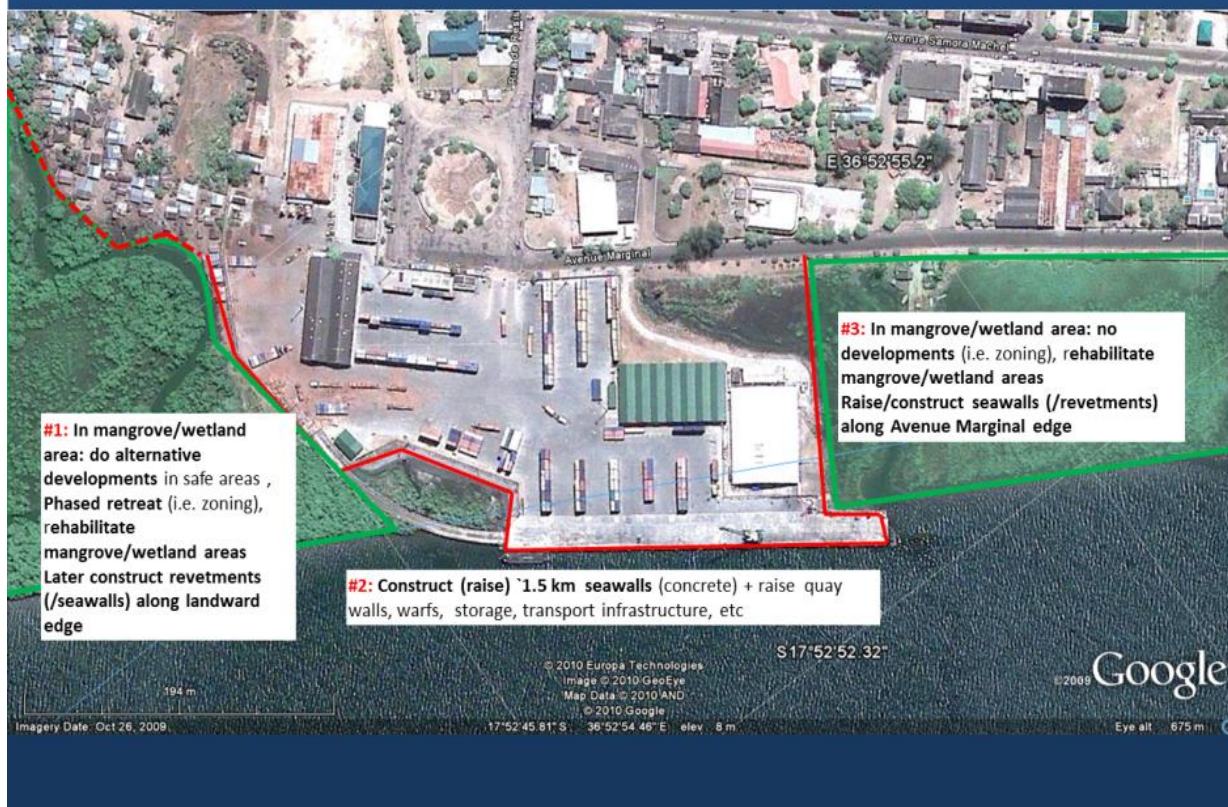 Avenue Samora Machel
E 36°52'55.2"
Avenue Marginal
#3: In mangrove/wetland area: no
developments (i.e. zoning), rehabilitate
mangrove/wetland areas
Raise/construct seawalls (/revetments)
along Avenue Marginal edge
#1: In mangrove/wetland
area: do alternative
developments in safe areas ,
Phased retreat (i.e. zoning),
rehabilitate
mangrove/wetland areas
Later construct revetments
(/seawalls) along landward
edge
#2: Construct (raise) `1.5 km seawalls (concrete) + raise quay
walls, warfs, storage, transport infrastructure, etc
S17°52'52.32"
© 2010 Europa Technologies
Image © 2010 GeoEye
Map Data © 2010 AND
© 2010 Google
©2009 Google
194 m
Imagery Date: Oct 26, 2009
17°52'45.81" S 36°52'54.46" E elev 8 m
Eye alt 675 m